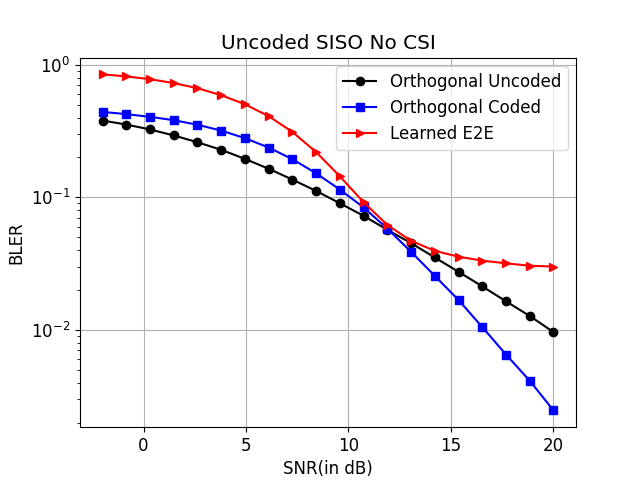 Uncoded SISO No CSI
Orthogonal Uncoded
Orthogonal Coded
Learned E2E
BLER
10⁰
10⁻¹
10⁻²
0 5 10 15 20
SNR(in dB)